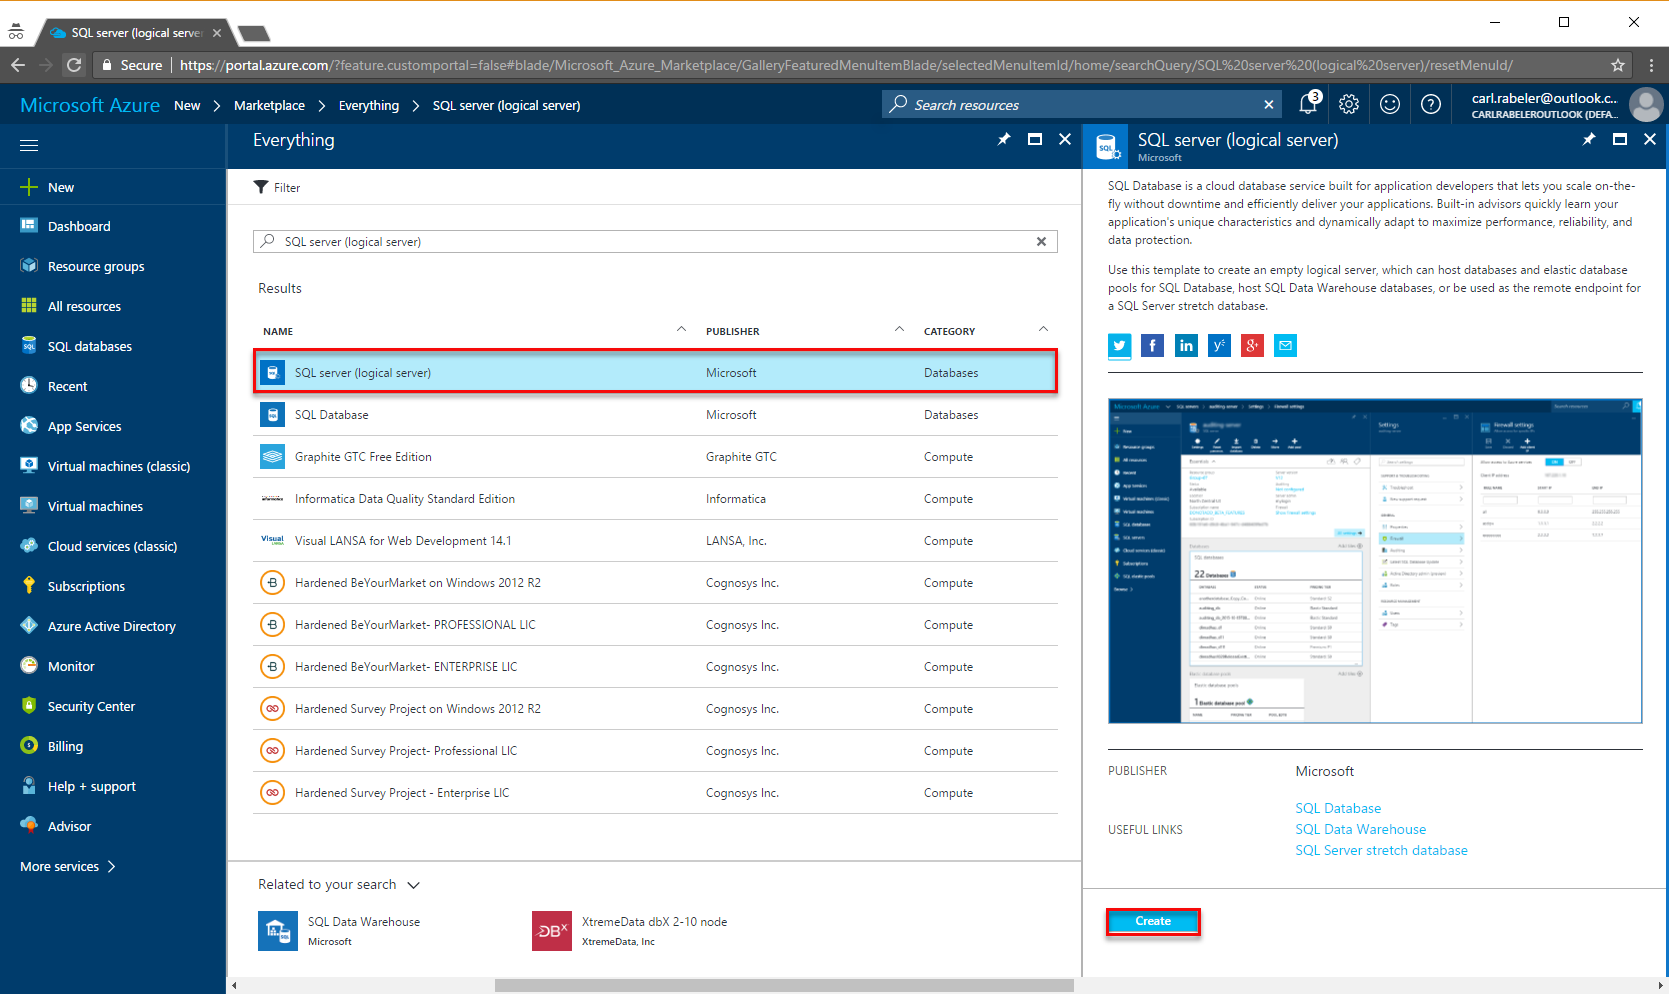 SQL server (logical serve
Secure
https://portal.azure.com/?feature.customportal=false#blade/Microsoft_Azure_Marketplace/GalleryFeaturedMenuItemBlade/selectedMenuItemId/home/searchQuery/SQL%20server%20(logical%20server)/resetMenuId/
Microsoft Azure New > Marketplace > Everything > SQL server (logical server)
Search resources
3
carl.rabeler@outlook.c...
CARLRABELEROUTLOOK (DEFA...
New
Dashboard
Resource groups
All resources
SQL databases
Recent
App Services
Virtual machines (classic)
Virtual machines
Cloud services (classic)
Subscriptions
Azure Active Directory
Monitor
Security Center
Billing
Help + support
Advisor
More services >
Everything
Filter
SQL server (logical server)
Results
NAME PUBLISHER CATEGORY
SQL server (logical server) Microsoft Databases
SQL Database Microsoft Databases
Graphite GTC Free Edition Graphite GTC Compute
Informatica Data Quality Standard Edition Informatica Compute
Visual LANSA for Web Development 14.1 LANSA, Inc. Compute
Hardened BeYourMarket on Windows 2012 R2 Cognosys Inc. Compute
Hardened BeYourMarket- PROFESSIONAL LIC Cognosys Inc. Compute
Hardened BeYourMarket- ENTERPRISE LIC Cognosys Inc. Compute
Hardened Survey Project on Windows 2012 R2 Cognosys Inc. Compute
Hardened Survey Project- Professional LIC Cognosys Inc. Compute
Hardened Survey Project - Enterprise LIC Cognosys Inc. Compute
Related to your search
SQL Data Warehouse
Microsoft
XtremeData dbX 2-10 node
XtremeData, Inc
SQL server (logical server)
Microsoft
SQL Database is a cloud database service built for application developers that lets you scale on-the-
fly without downtime and efficiently deliver your applications. Built-in advisors quickly learn your
application's unique characteristics and dynamically adapt to maximize performance, reliability, and
data protection.
Use this template to create an empty logical server, which can host databases and elastic database
pools for SQL Database, host SQL Data Warehouse databases, or be used as the remote endpoint for
a SQL Server stretch database.
Microsoft Azure
Settings
Firewall settings
22 Databases
1 Elastic database pool
PUBLISHER Microsoft
USEFUL LINKS
SQL Database
SQL Data Warehouse
SQL Server stretch database
Create